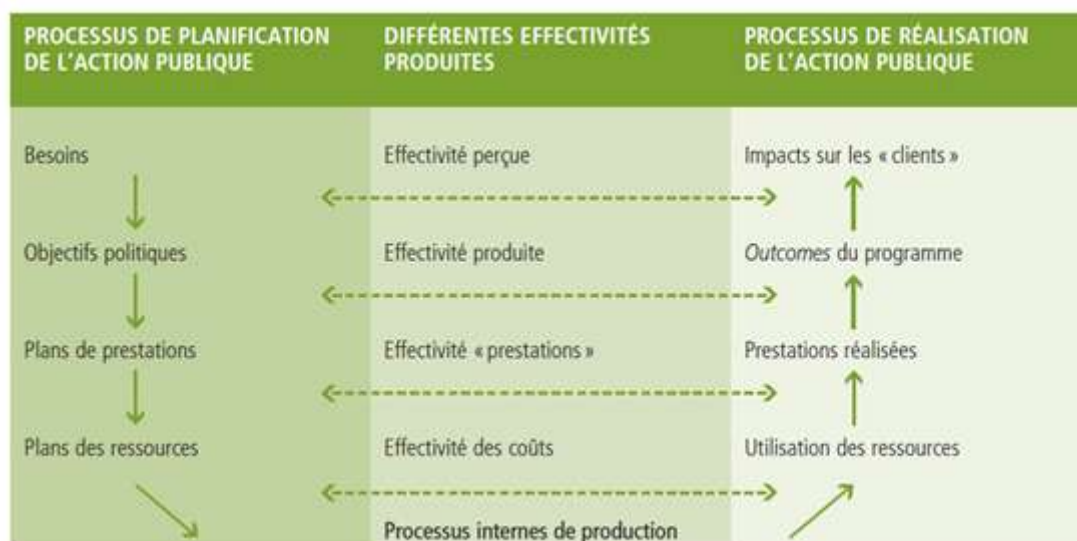 PROCESSUS DE PLANIFICATION
DE L'ACTION PUBLIQUE
DIFFÉRENTES EFFECTIVITÉS
PRODUITES
PROCESSUS DE RÉALISATION
DE L'ACTION PUBLIQUE
Besoins
Effectivité perçue
Impacts sur les « clients »
Objectifs politiques
Effectivité produite
Outcomes du programme
Plans de prestations
Effectivité « prestations »
Prestations réalisées
Plans des ressources
Effectivité des coûts
Utilisation des ressources
Processus internes de production